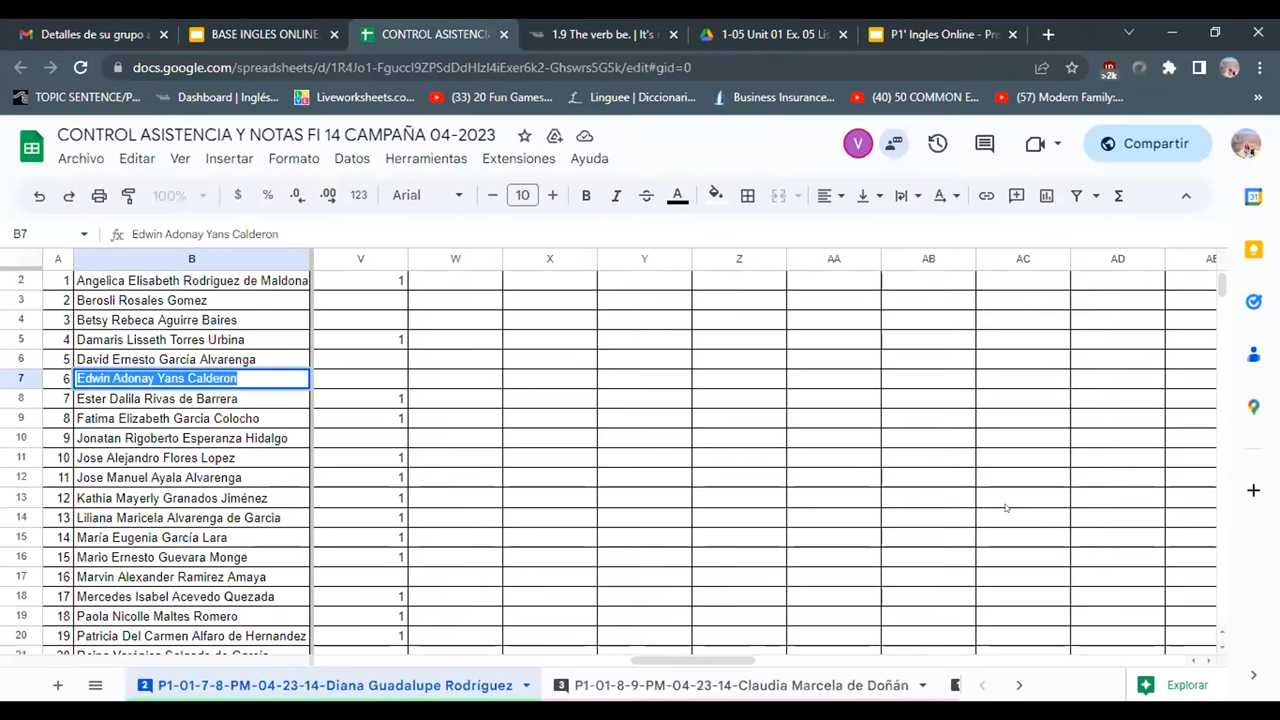 Detalles de su grupo
BASE INGLES ONLINE.
CONTROL ASISTENCI
1.9 The verb be. | It's
1-05 Unit 01 Ex. 05 Lis
P1' Ingles Online - Pre
docs.google.com/spreadsheets/d/1R4Jo1-FguccI9ZPSdDdHIzI4iExer6k2-Ghswrs5G5k/edit#gid=0
>2k
TOPIC SENTENCE/P...
Dashboard | Inglés...
Liveworksheets.co...
(33) 20 Fun Games...
Linguee | Diccionari...
Business Insurance...
(40) 50 COMMON E...
(57) Modern Family:...
»
CONTROL ASISTENCIA Y NOTAS FI 14 CAMPAÑA 04-2023
V
Compartir
Archivo Editar Ver Insertar Formato Datos Herramientas Extensiones Ayuda
100% $ % .0 .00 123 Arial 10 B I A Σ
31
B7 fx Edwin Adonay Yans Calderon
A B V W X Y Z AA AB AC AD AE
2 1 Angelica Elisabeth Rodriguez de Maldona 1
3 2 Berosli Rosales Gomez
4 3 Betsy Rebeca Aguirre Baires
5 4 Damaris Lisseth Torres Urbina 1
6 5 David Ernesto García Alvarenga
7 6 Edwin Adonay Yans Calderon
8 7 Ester Dalila Rivas de Barrera 1
9 8 Fatima Elizabeth Garcia Colocho 1
10 9 Jonatan Rigoberto Esperanza Hidalgo
11 10 Jose Alejandro Flores Lopez 1
12 11 Jose Manuel Ayala Alvarenga 1
13 12 Kathia Mayerly Granados Jiménez 1
14 13 Liliana Maricela Alvarenga de Garcia 1
15 14 María Eugenia García Lara 1
16 15 Mario Ernesto Guevara Monge 1
17 16 Marvin Alexander Ramirez Amaya
18 17 Mercedes Isabel Acevedo Quezada 1
19 18 Paola Nicolle Maltes Romero 1
20 19 Patricia Del Carmen Alfaro de Hernandez 1
2 P1-01-7-8-PM-04-23-14-Diana Guadalupe Rodríguez
3 P1-01-8-9-PM-04-23-14-Claudia Marcela de Doñán
Explorar